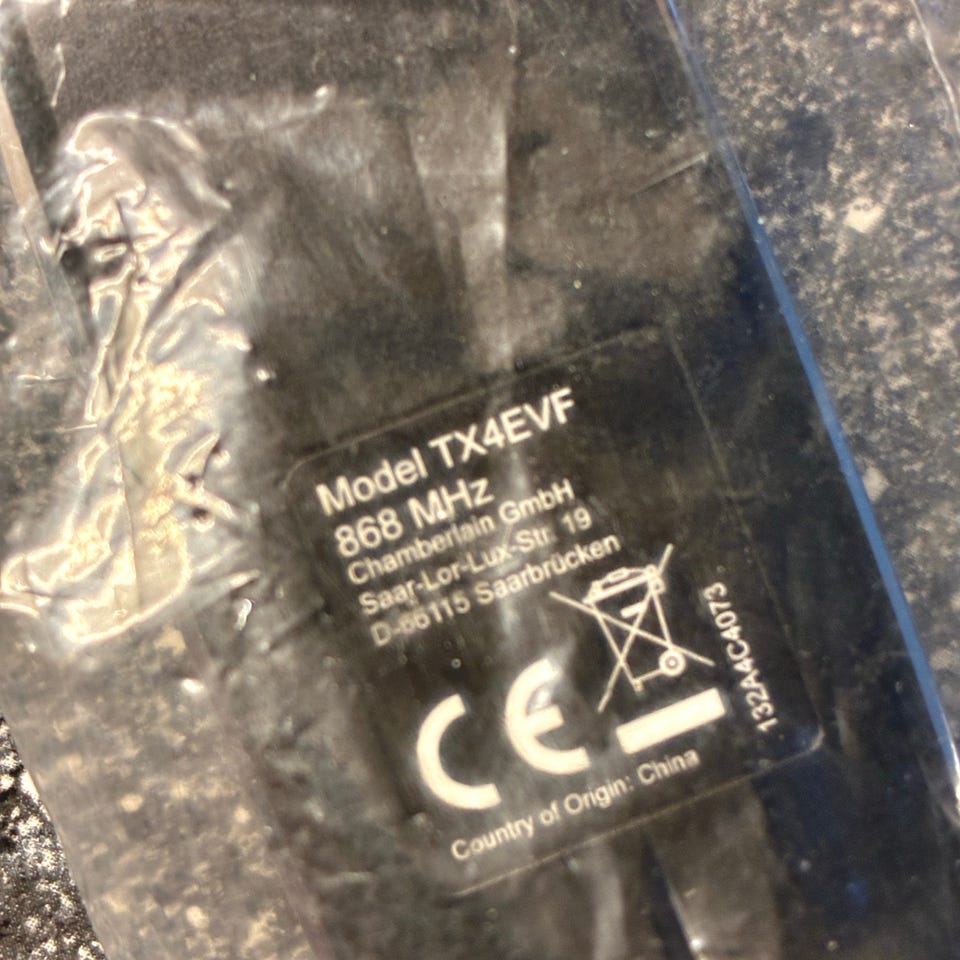 Model TX4EVF
868 MHz
Chamberlain GmbH
Saar-Lor-Lux-Str. 19
D-66115 Saarbrücken
CE
132A4C4073
Country of Origin: China